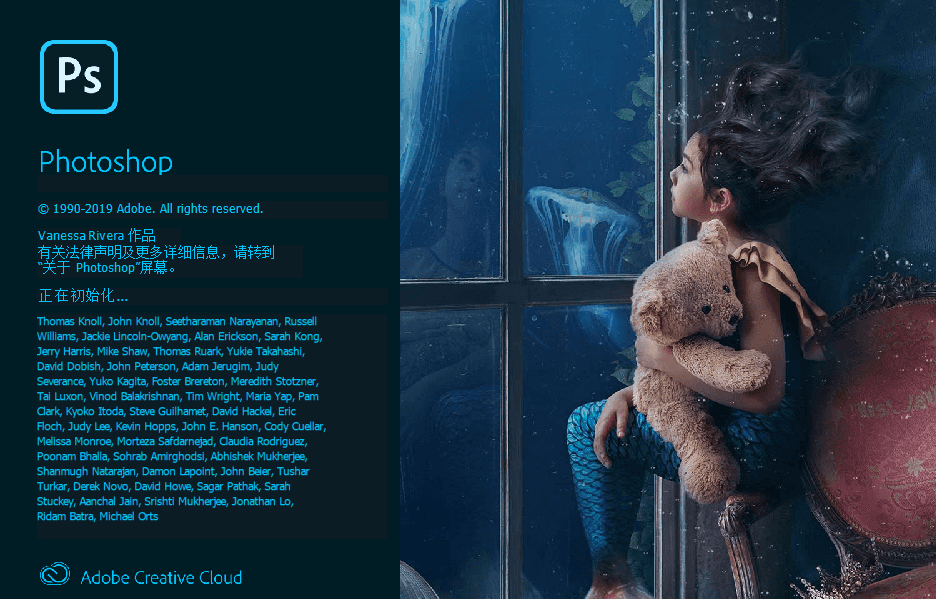 Ps
Photoshop
© 1990-2019 Adobe. All rights reserved.
Vanessa Rivera 作品
有关法律声明及更多详细信息，请转到
“关于 Photoshop”屏幕。
正在初始化...
Thomas Knoll, John Knoll, Seetharaman Narayanan, Russell
Williams, Jackie Lincoln-Owyang, Alan Erickson, Sarah Kong,
Jerry Harris, Mike Shaw, Thomas Ruark, Yukie Takahashi,
David Dobish, John Peterson, Adam Jerugim, Judy
Severance, Yuko Kagita, Foster Brereton, Meredith Stotzner,
Tai Luxon, Vinod Balakrishnan, Tim Wright, Maria Yap, Pam
Clark, Kyoko Itoda, Steve Guilhamet, David Hackel, Eric
Floch, Judy Lee, Kevin Hopps, John E. Hanson, Cody Cuellar,
Melissa Monroe, Morteza Safdarnejad, Claudia Rodriguez,
Poonam Bhalla, Sohrab Amirghodsi, Abhishek Mukherjee,
Shanmugh Natarajan, Damon Lapoint, John Beier, Tushar
Turkar, Derek Novo, David Howe, Sagar Pathak, Sarah
Stuckey, Aanchal Jain, Srishti Mukherjee, Jonathan Lo,
Ridam Batra, Michael Orts
Adobe Creative Cloud